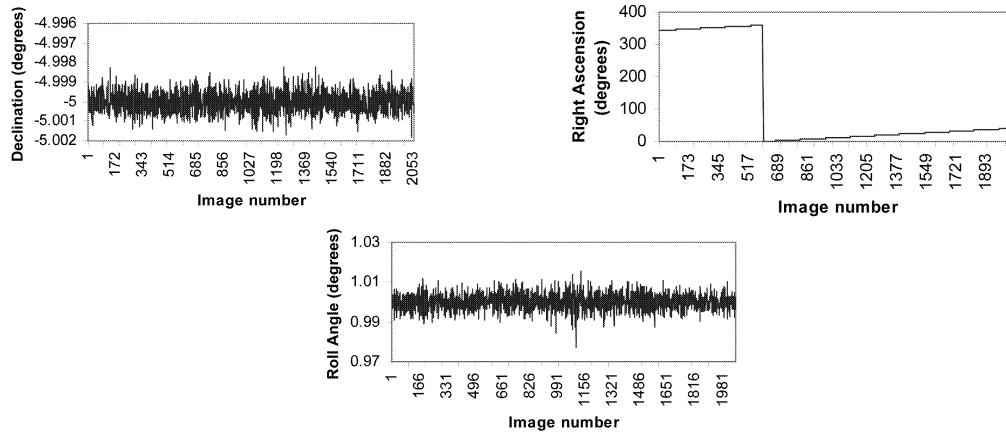 Declination (degrees)
-4.996
-4.997
-4.998
-4.999
-5
-5.001
-5.002
1 172 343 514 685 856 1027 1198 1369 1540 1711 1882 2053
Image number
Right Ascension
(degrees)
400
300
200
100
0
1 173 345 517 689 861 1033 1205 1377 1549 1721 1893
Image number
Roll Angle (degrees)
1.03
1.01
0.99
0.97
1 166 331 496 661 826 991 1156 1321 1486 1651 1816 1981
Image number